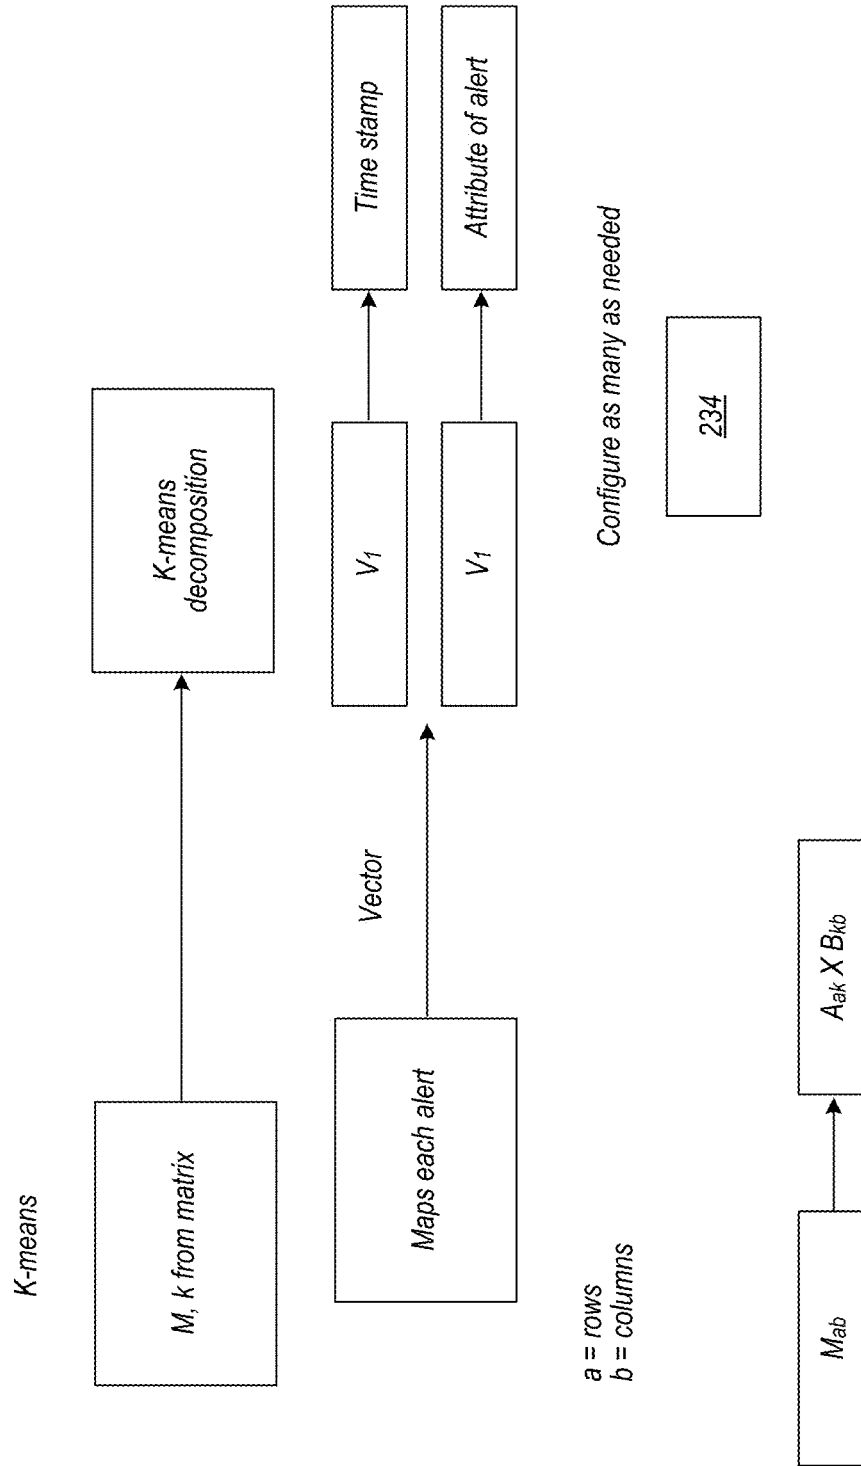 K-means
M, k from matrix
K-means
decomposition
Maps each alert
Vector
V₁
Time stamp
V₁
Attribute of alert
a = rows
b = columns
Configure as many as needed
234
Mab
Aak X Bkb